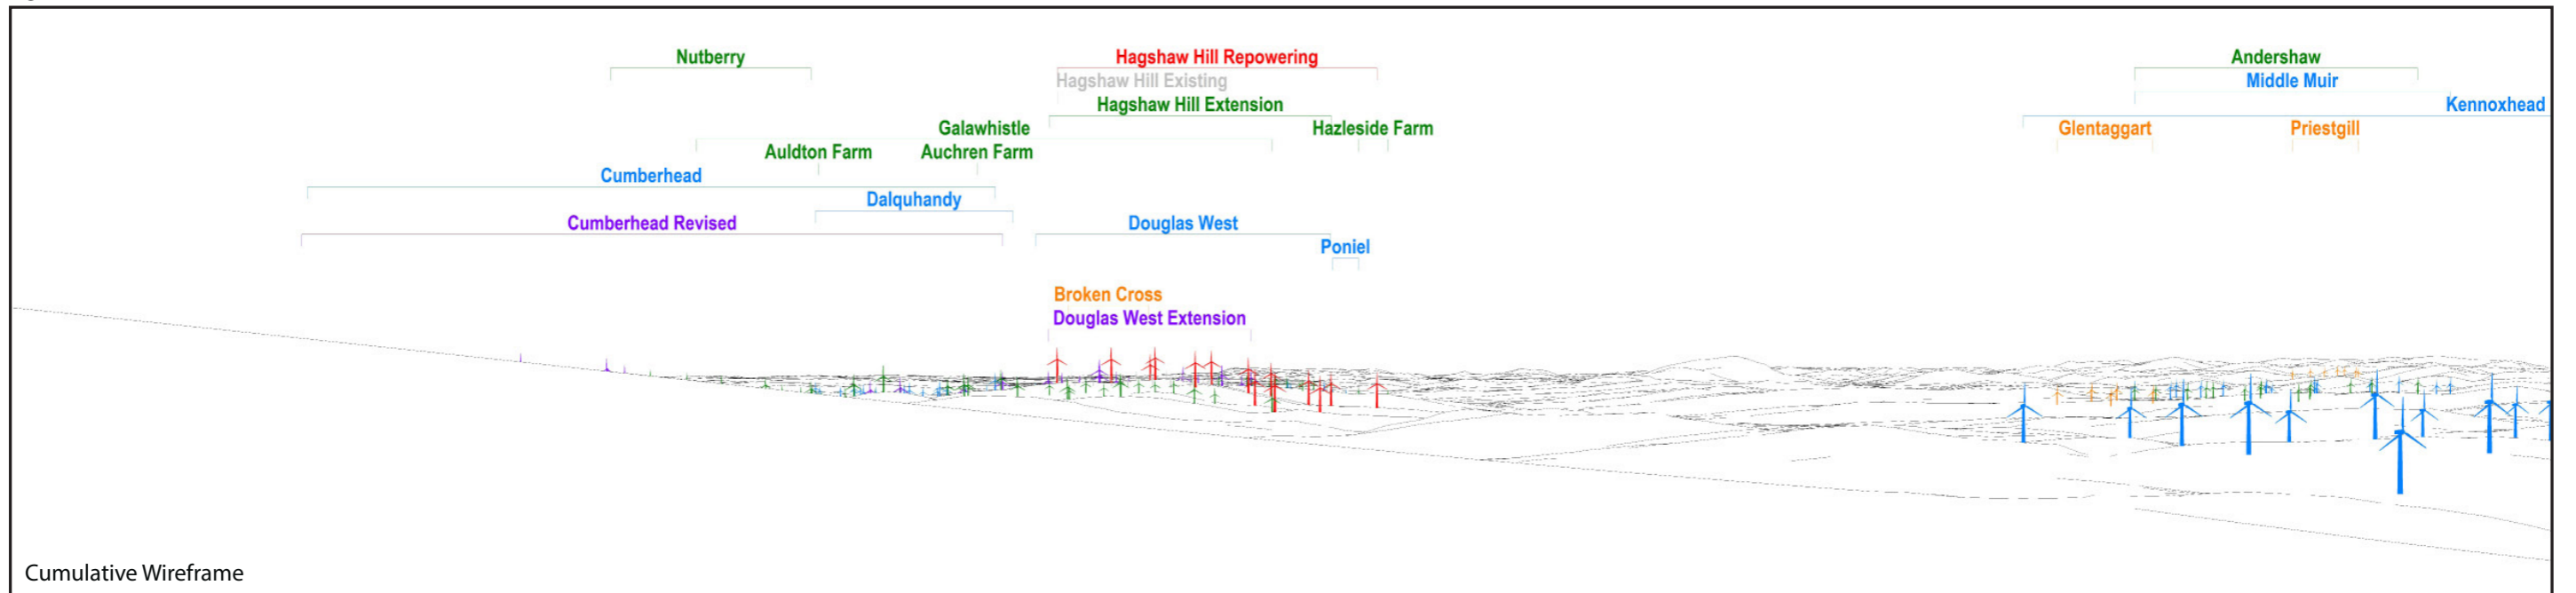 Nutberry
Hagshaw Hill Repowering
Andershaw
Hagshaw Hill Existing
Middle Muir
Hagshaw Hill Extension
Kennoxhead
Galawhistle
Hazleside Farm
Glentaggart
Priestgill
Auldton Farm
Auchren Farm
Cumberhead
Dalquhandy
Cumberhead Revised
Douglas West
Poniel
Broken Cross
Douglas West Extension
Cumulative Wireframe